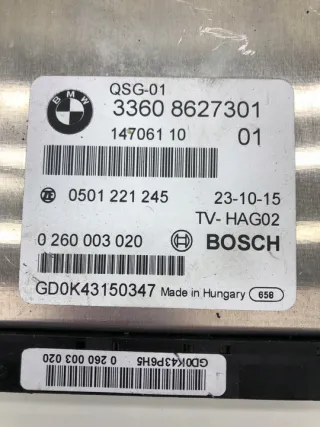 BMW
QSG-01
3360 8627301
147061 10 01
ZF 0501 221 245 23-10-15
TV- HAG02
0 260 003 020 BOSCH
GD0K43150347 Made in Hungary 658
GD0K43P6H5
0 260 003 020